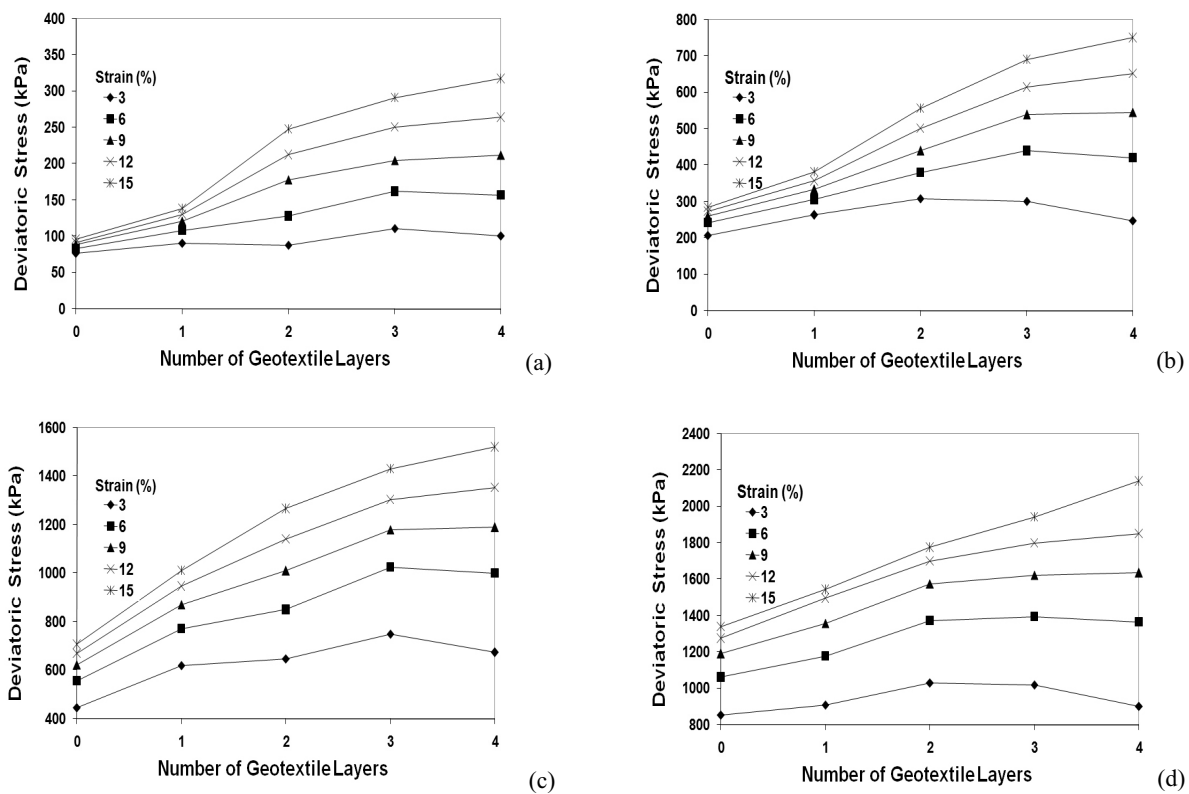 400
350
300
250
200
150
100
50
0
Deviatoric Stress (kPa)
Strain (%)
3
6
9
12
15
0 1 2 3 4
Number of Geotextile Layers
(a)
800
700
600
500
400
300
200
100
0
Deviatoric Stress (kPa)
Strain (%)
3
6
9
12
15
0 1 2 3 4
Number of Geotextile Layers
(b)
1600
1400
1200
1000
800
600
400
Deviatoric Stress (kPa)
Strain (%)
3
6
9
12
15
0 1 2 3 4
Number of Geotextile Layers
(c)
2400
2200
2000
1800
1600
1400
1200
1000
800
Deviatoric Stress (kPa)
Strain (%)
3
6
9
12
15
0 1 2 3 4
Number of Geotextile Layers
(d)